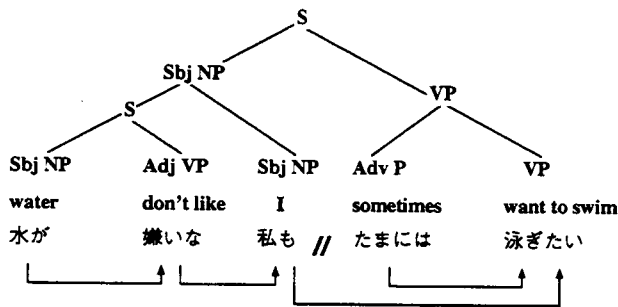 S
Sbj NP
VP
S
Sbj NP Adj VP Sbj NP Adv P VP
water don't like I sometimes want to swim
水が 嫌いな 私も // たまには 泳ぎたい